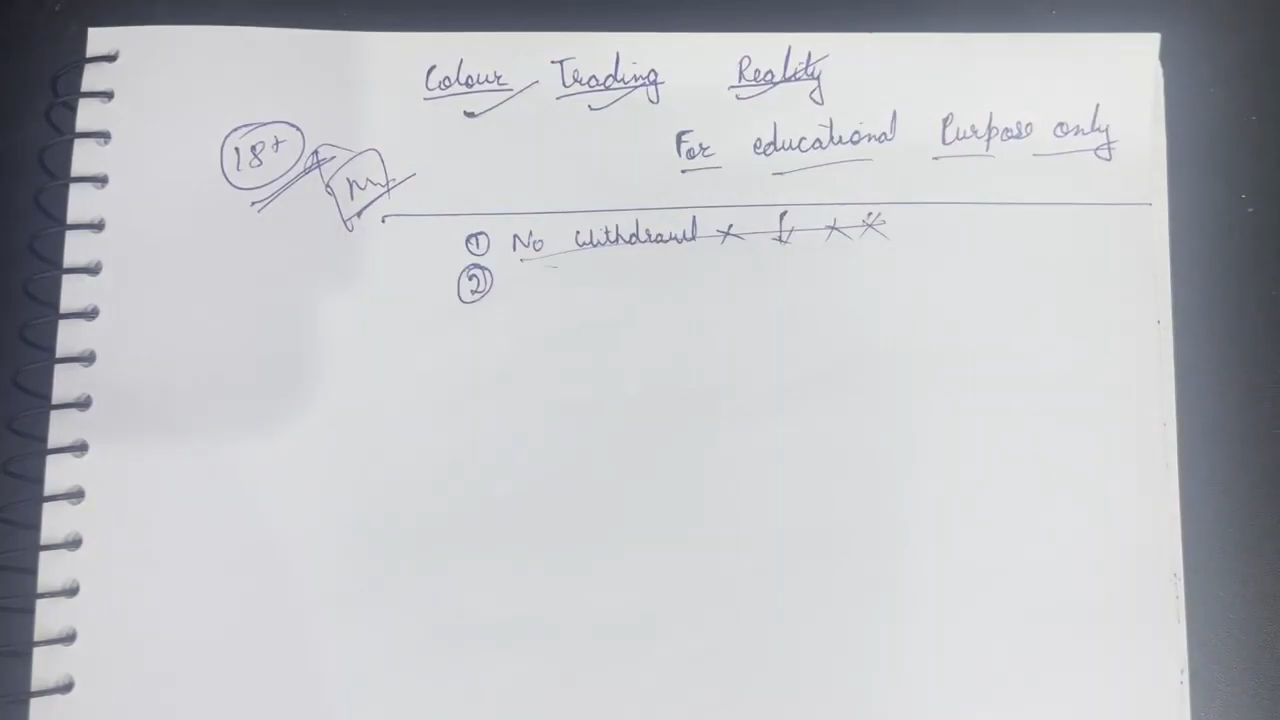 Colour Trading Reality
For educational Purpose only
18+
① No Withdrawl
②